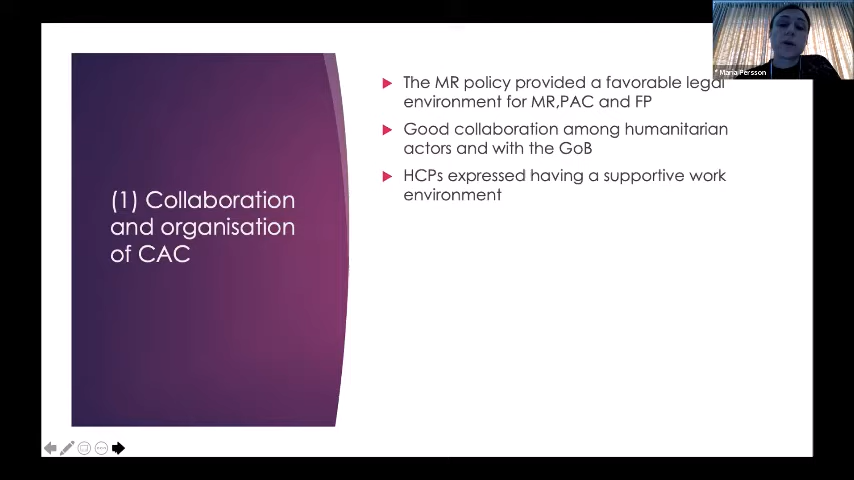 (1) Collaboration
and organisation
of CAC
The MR policy provided a favorable legal
environment for MR,PAC and FP
Good collaboration among humanitarian
actors and with the GoB
HCPs expressed having a supportive work
environment
Maria Persson